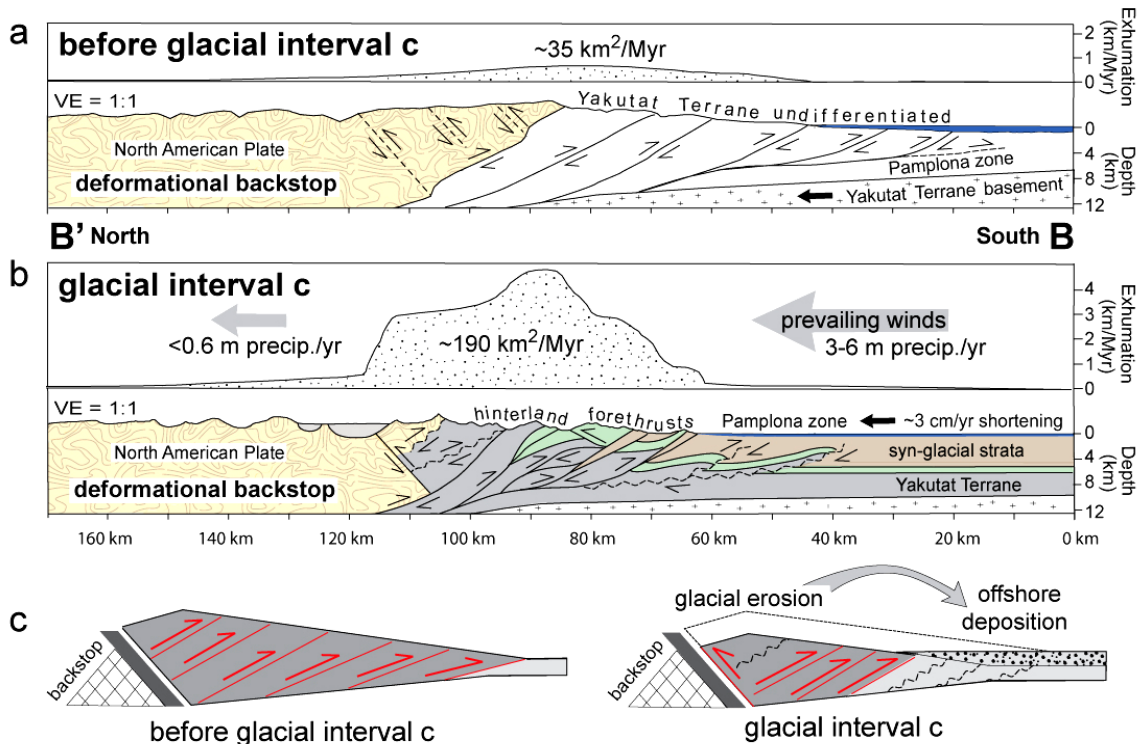 a
before glacial interval c
~35 km²/Myr
2
1
0
Exhumation
(km/Myr)
VE = 1:1
Yakutat Terrane undifferentiated
North American Plate
deformational backstop
Pamplona zone
Yakutat Terrane basement
0
4
8
12
Depth
(km)
B’ North
South B
b
glacial interval c
<0.6 m precip./yr
~190 km²/Myr
prevailing winds
3-6 m precip./yr
4
3
2
1
0
Exhumation
(km/Myr)
VE = 1:1
hinterland forethrusts
Pamplona zone
~3 cm/yr shortening
North American Plate
deformational backstop
syn-glacial strata
Yakutat Terrane
0
4
8
12
Depth
(km)
160 km
140 km
120 km
100 km
80 km
60 km
40 km
20 km
0 km
c
backstop
before glacial interval c
glacial erosion
offshore
deposition
backstop
glacial interval c